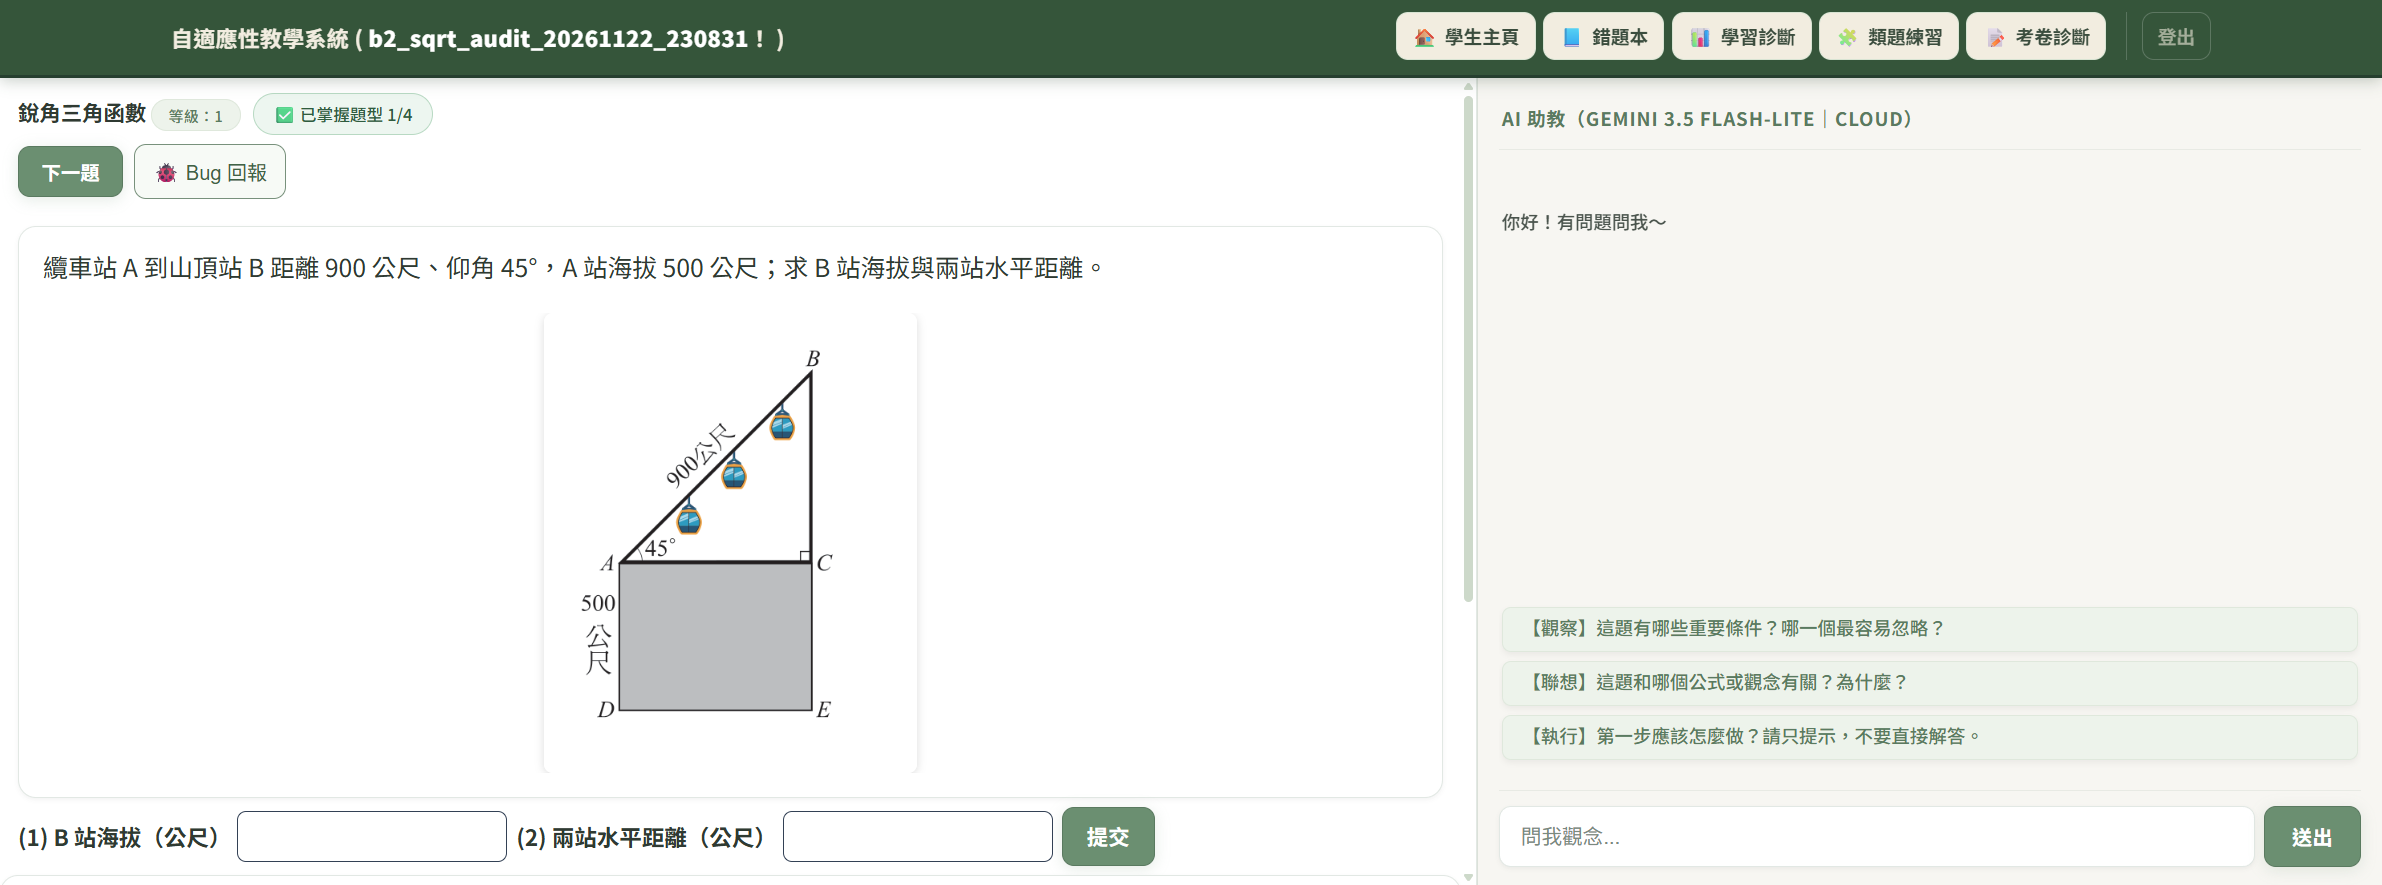 自適應性教學系統 ( b2_sqrt_audit_20261122_230831！ )
學生主頁
錯題本
學習診斷
類題練習
考卷診斷
登出
銳角三角函數
等級：1
已掌握題型 1/4
下一題
Bug 回報
纜車站 A 到山頂站 B 距離 900 公尺、仰角 45°，A 站海拔 500 公尺；求 B 站海拔與兩站水平距離。
B
900公尺
45°
A
C
500
公
尺
D
E
(1) B 站海拔（公尺）
(2) 兩站水平距離（公尺）
提交
AI 助教（GEMINI 3.5 FLASH-LITE｜CLOUD）
你好！有問題問我～
【觀察】這題有哪些重要條件？哪一個最容易忽略？
【聯想】這題和哪個公式或觀念有關？為什麼？
【執行】第一步應該怎麼做？請只提示，不要直接解答。
問我觀念...
送出